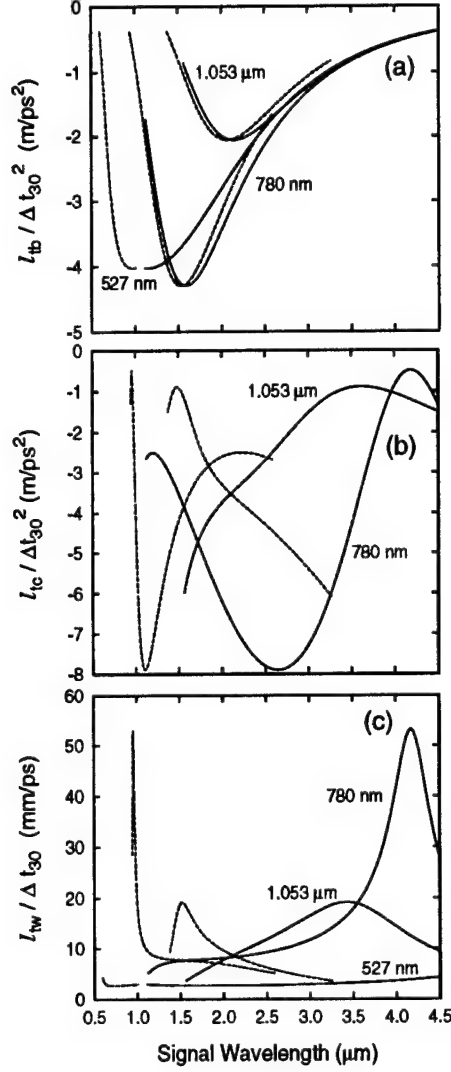 0
-1
-2
-3
-4
-5
l_tb / Δ t_30^2 (m/ps^2)
(a)
1.053 μm
780 nm
527 nm
0
-1
-2
-3
-4
-5
-6
-7
-8
l_tc / Δt_30^2 (m/ps^2)
1.053 μm
(b)
780 nm
60
50
40
30
20
10
0
l_tw / Δ t_30 (mm/ps)
(c)
780 nm
1.053 μm
527 nm
0.5 1.0 1.5 2.0 2.5 3.0 3.5 4.0 4.5
Signal Wavelength (μm)